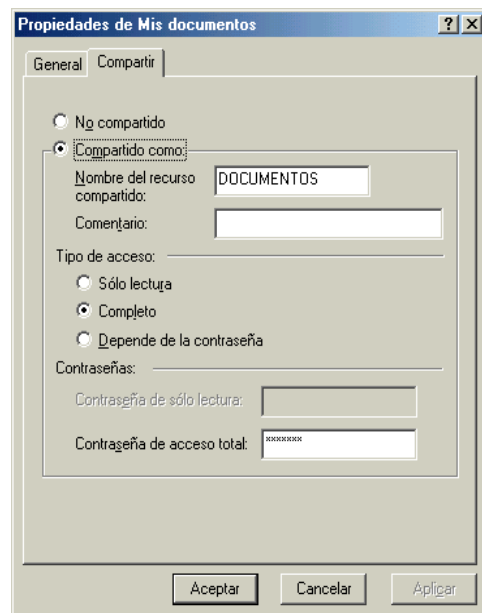 Propiedades de Mis documentos
General Compartir
No compartido
Compartido como:
Nombre del recurso compartido: DOCUMENTOS
Comentario:
Tipo de acceso:
Sólo lectura
Completo
Depende de la contraseña
Contraseñas:
Contraseña de sólo lectura:
Contraseña de acceso total: *******
Aceptar Cancelar Aplicar